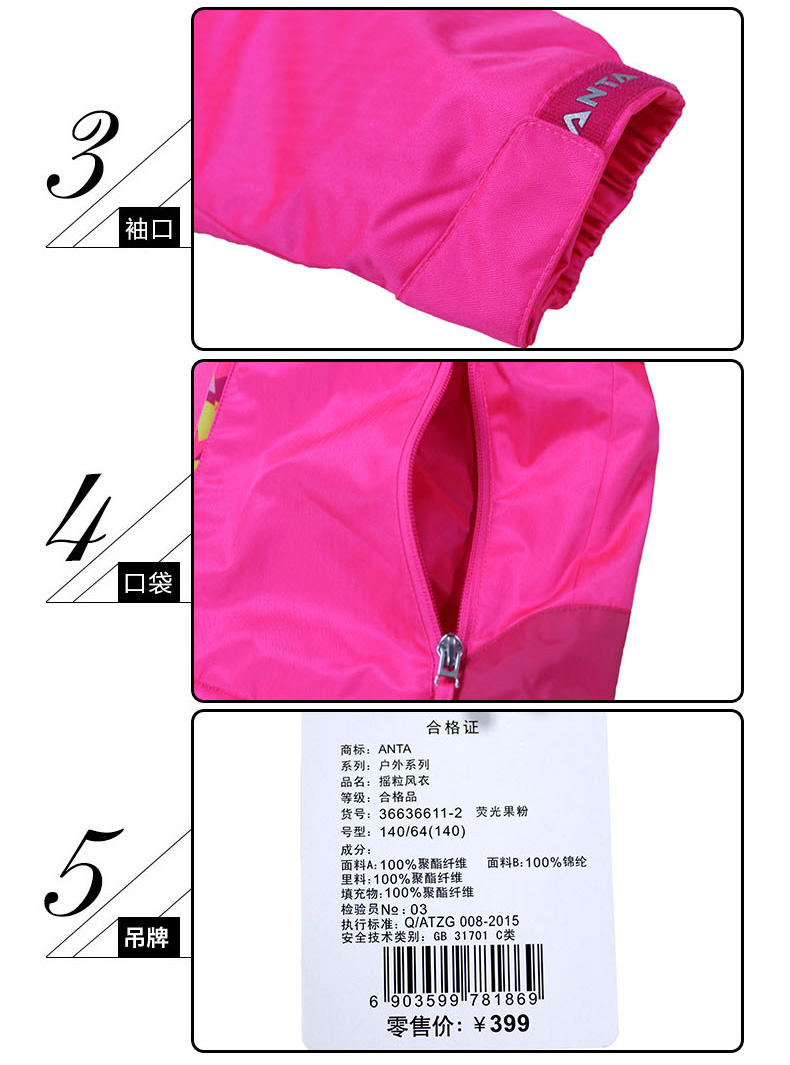 3
袖口
ANTA
4
口袋
5
吊牌
合格证
商标：ANTA
系列：户外系列
品名：摇粒风衣
等级：合格品
货号：36636611-2 荧光果粉
号型：140/64(140)
成分：
面料A:100%聚酯纤维 面料B:100%锦纶
里料:100%聚酯纤维
填充物:100%聚酯纤维
检验员№:03
执行标准：Q/ATZG 008-2015
安全技术类别：GB 31701 C类
6 903599 781869
零售价：￥399